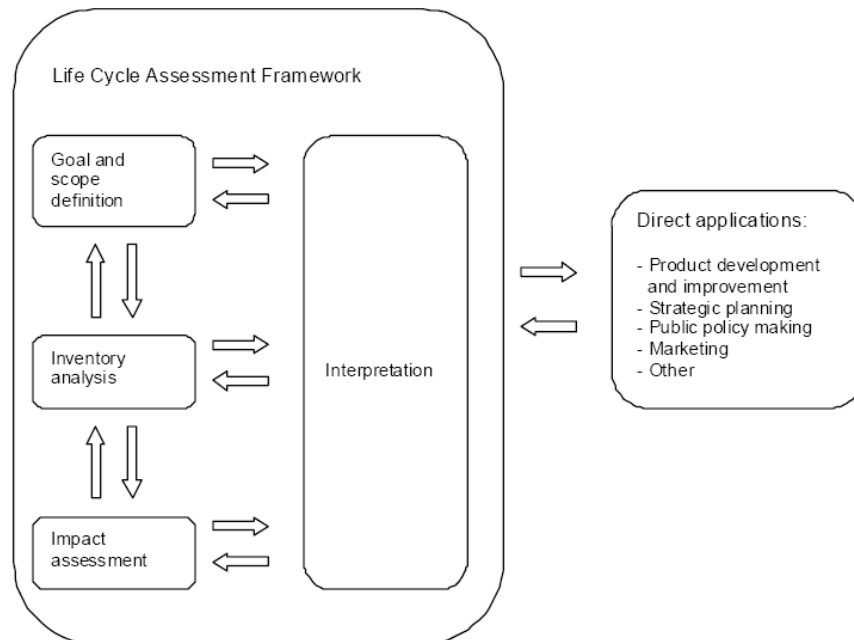 Life Cycle Assessment Framework
Goal and
scope
definition
Inventory
analysis
Impact
assessment
Interpretation
Direct applications:
- Product development
and improvement
- Strategic planning
- Public policy making
- Marketing
- Other